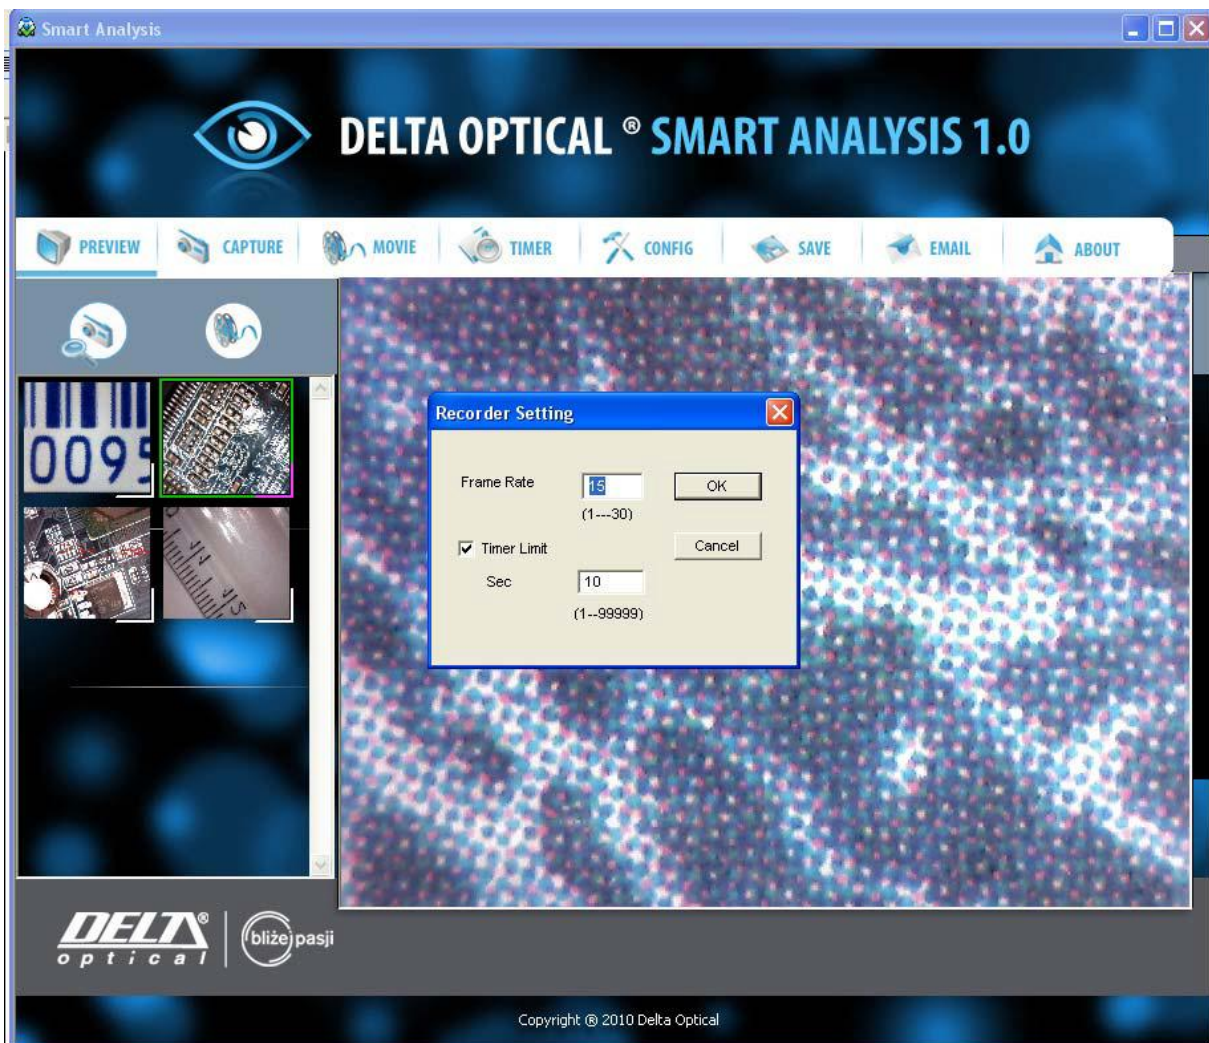 Smart Analysis
DELTA OPTICAL ® SMART ANALYSIS 1.0
PREVIEW CAPTURE MOVIE TIMER CONFIG SAVE EMAIL ABOUT
0095
Recorder Setting
Frame Rate 15 OK
(1---30)
Timer Limit Cancel
Sec 10
(1--99999)
DELTA®
optical
bliżej pasji
Copyright ® 2010 Delta Optical